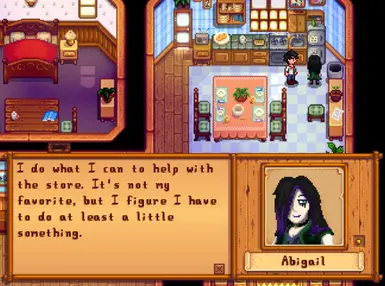 I do what I can to help with
the store. It's not my
favorite, but I figure I have
to do at least a little
something.
Abigail